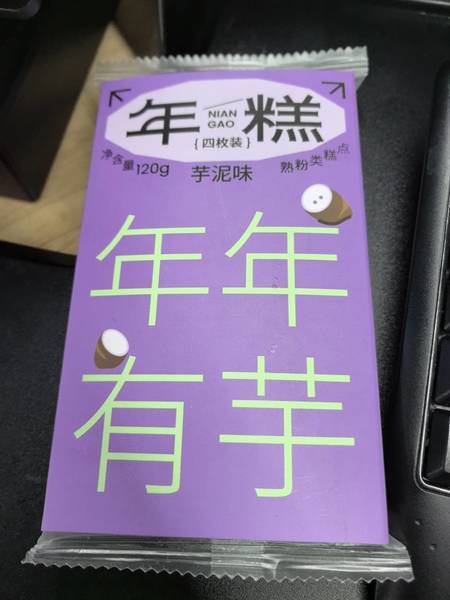 年 NIAN GAO 糕
{四枚装}
净含量120g 芋泥味 熟粉类糕点
年年
有芋